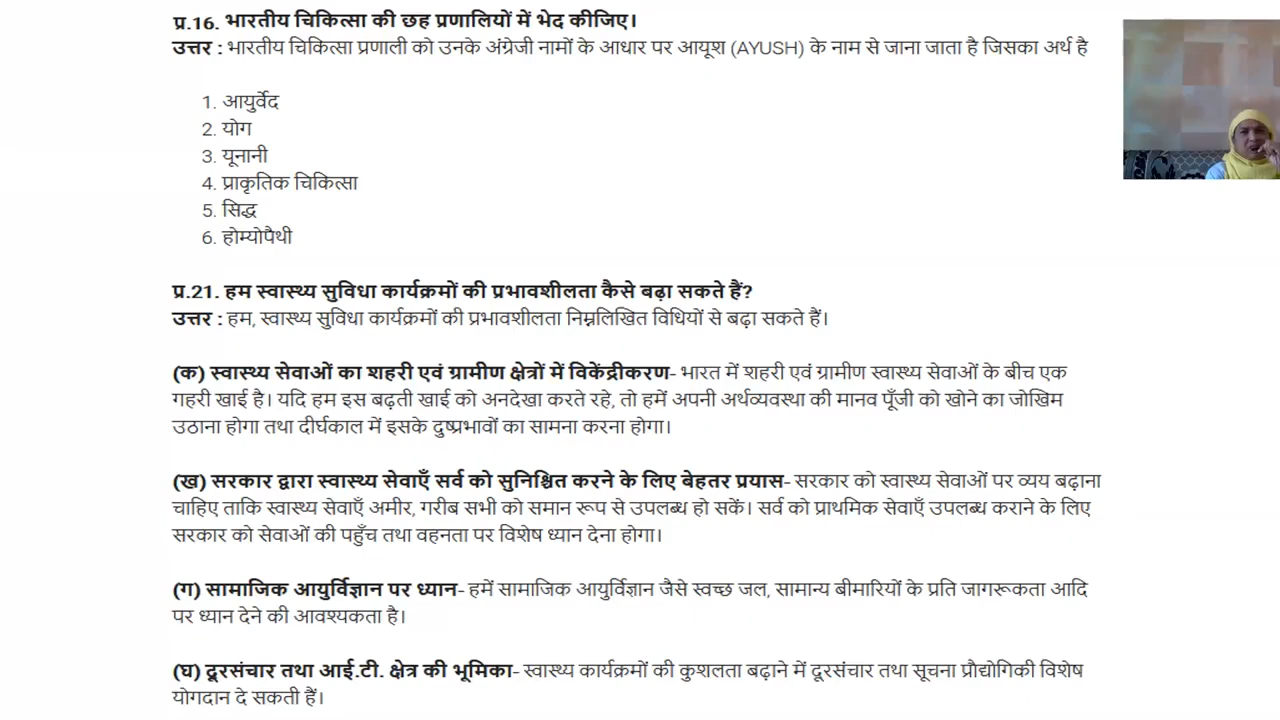 प्र.16. भारतीय चिकित्सा की छह प्रणालियों में भेद कीजिए।
उत्तर : भारतीय चिकित्सा प्रणाली को उनके अंग्रेजी नामों के आधार पर आयूश (AYUSH) के नाम से जाना जाता है जिसका अर्थ है
1. आयुर्वेद
2. योग
3. यूनानी
4. प्राकृतिक चिकित्सा
5. सिद्ध
6. होम्योपैथी
प्र.21. हम स्वास्थ्य सुविधा कार्यक्रमों की प्रभावशीलता कैसे बढ़ा सकते हैं?
उत्तर : हम, स्वास्थ्य सुविधा कार्यक्रमों की प्रभावशीलता निम्नलिखित विधियों से बढ़ा सकते हैं।
(क) स्वास्थ्य सेवाओं का शहरी एवं ग्रामीण क्षेत्रों में विकेंद्रीकरण- भारत में शहरी एवं ग्रामीण स्वास्थ्य सेवाओं के बीच एक
गहरी खाई है। यदि हम इस बढ़ती खाई को अनदेखा करते रहे, तो हमें अपनी अर्थव्यवस्था की मानव पूँजी को खोने का जोखिम
उठाना होगा तथा दीर्घकाल में इसके दुष्प्रभावों का सामना करना होगा।
(ख) सरकार द्वारा स्वास्थ्य सेवाएँ सर्व को सुनिश्चित करने के लिए बेहतर प्रयास- सरकार को स्वास्थ्य सेवाओं पर व्यय बढ़ाना
चाहिए ताकि स्वास्थ्य सेवाएँ अमीर, गरीब सभी को समान रूप से उपलब्ध हो सकें। सर्व को प्राथमिक सेवाएँ उपलब्ध कराने के लिए
सरकार को सेवाओं की पहुँच तथा वहनता पर विशेष ध्यान देना होगा।
(ग) सामाजिक आयुर्विज्ञान पर ध्यान- हमें सामाजिक आयुर्विज्ञान जैसे स्वच्छ जल, सामान्य बीमारियों के प्रति जागरूकता आदि
पर ध्यान देने की आवश्यकता है।
(घ) दूरसंचार तथा आई.टी. क्षेत्र की भूमिका- स्वास्थ्य कार्यक्रमों की कुशलता बढ़ाने में दूरसंचार तथा सूचना प्रौद्योगिकी विशेष
योगदान दे सकती हैं।